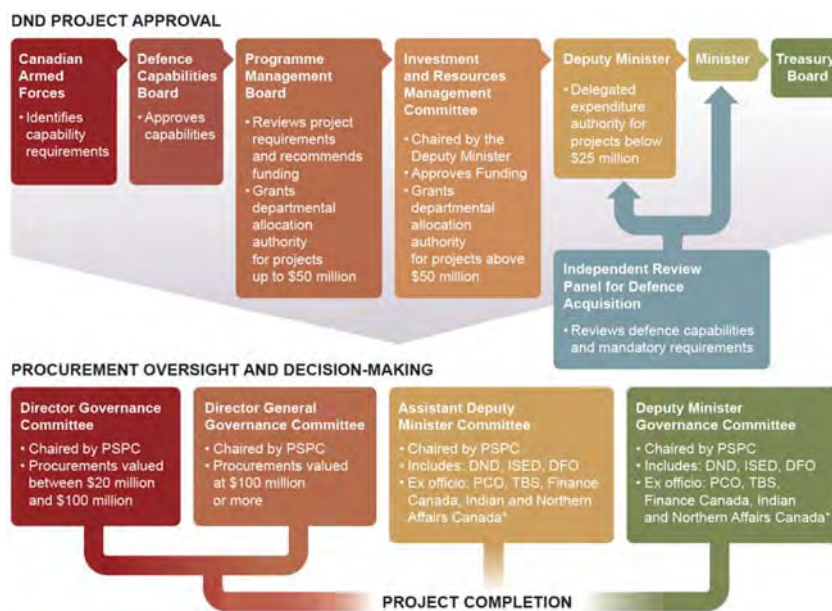 DND PROJECT APPROVAL
Canadian
Armed
Forces
• Identifies
capability
requirements
Defence
Capabilities
Board
• Approves
capabilities
Programme
Management
Board
• Reviews project
requirements
and recommends
funding
• Grants
departmental
allocation
authority
for projects
up to $50 million
Investment
and Resources
Management
Committee
• Chaired by the
Deputy Minister
• Approves Funding
• Grants
departmental
allocation
authority
for projects above
$50 million
Deputy Minister
• Delegated
expenditure
authority for
projects below
$25 million
Minister
Treasury
Board
Independent Review
Panel for Defence
Acquisition
• Reviews defence capabilities
and mandatory requirements
PROCUREMENT OVERSIGHT AND DECISION-MAKING
Director Governance
Committee
• Chaired by PSPC
• Procurements valued
between $20 million
and $100 million
Director General
Governance Committee
• Chaired by PSPC
• Procurements valued
at $100 million
or more
Assistant Deputy
Minister Committee
• Chaired by PSPC
• Includes: DND, ISED, DFO
• Ex officio: PCO, TBS, Finance
Canada, Indian and Northern
Affairs Canada*
Deputy Minister
Governance Committee
• Chaired by PSPC
• Includes: DND, ISED, DFO
• Ex officio: PCO, TBS,
Finance Canada, Indian
and Northern Affairs Canada*
PROJECT COMPLETION